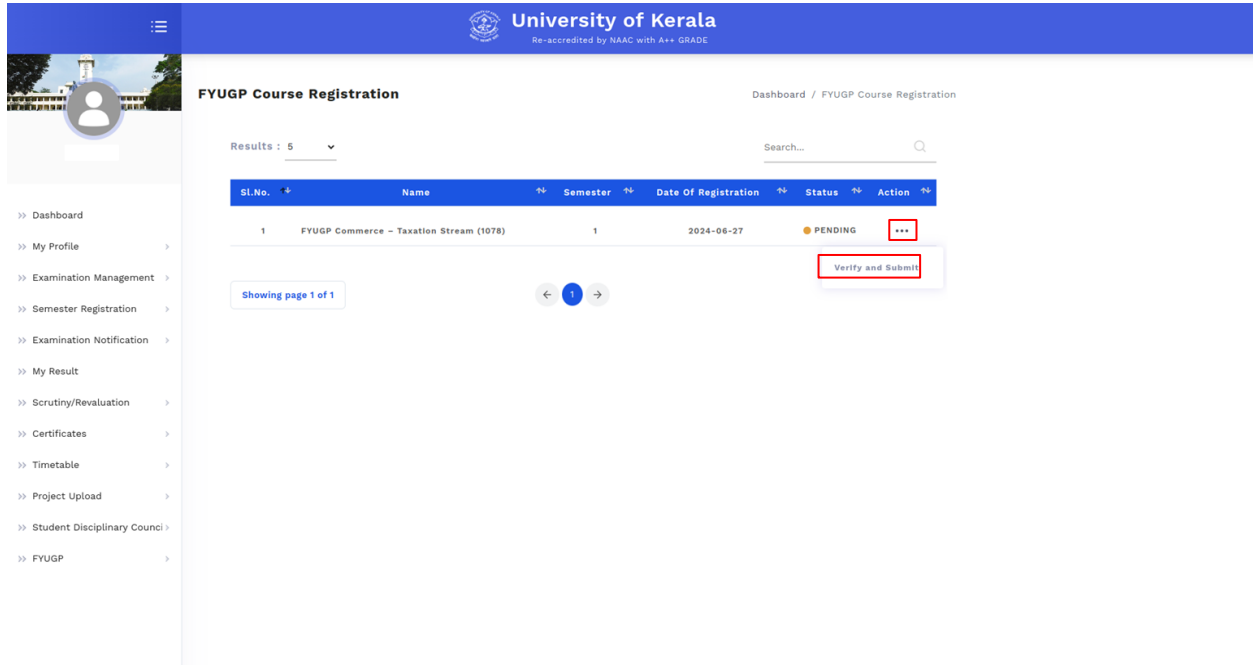 University of Kerala
Re-accredited by NAAC with A++ GRADE
FYUGP Course Registration
Dashboard / FYUGP Course Registration
Results : 5
Search...
Sl.No. Name Semester Date Of Registration Status Action
1 FYUGP Commerce – Taxation Stream (1078) 1 2024-06-27 PENDING •••
Verify and Submit
Showing page 1 of 1
← 1 →
>> Dashboard
>> My Profile >
>> Examination Management >
>> Semester Registration >
>> Examination Notification >
>> My Result
>> Scrutiny/Revaluation >
>> Certificates >
>> Timetable >
>> Project Upload >
>> Student Disciplinary Counci >
>> FYUGP >